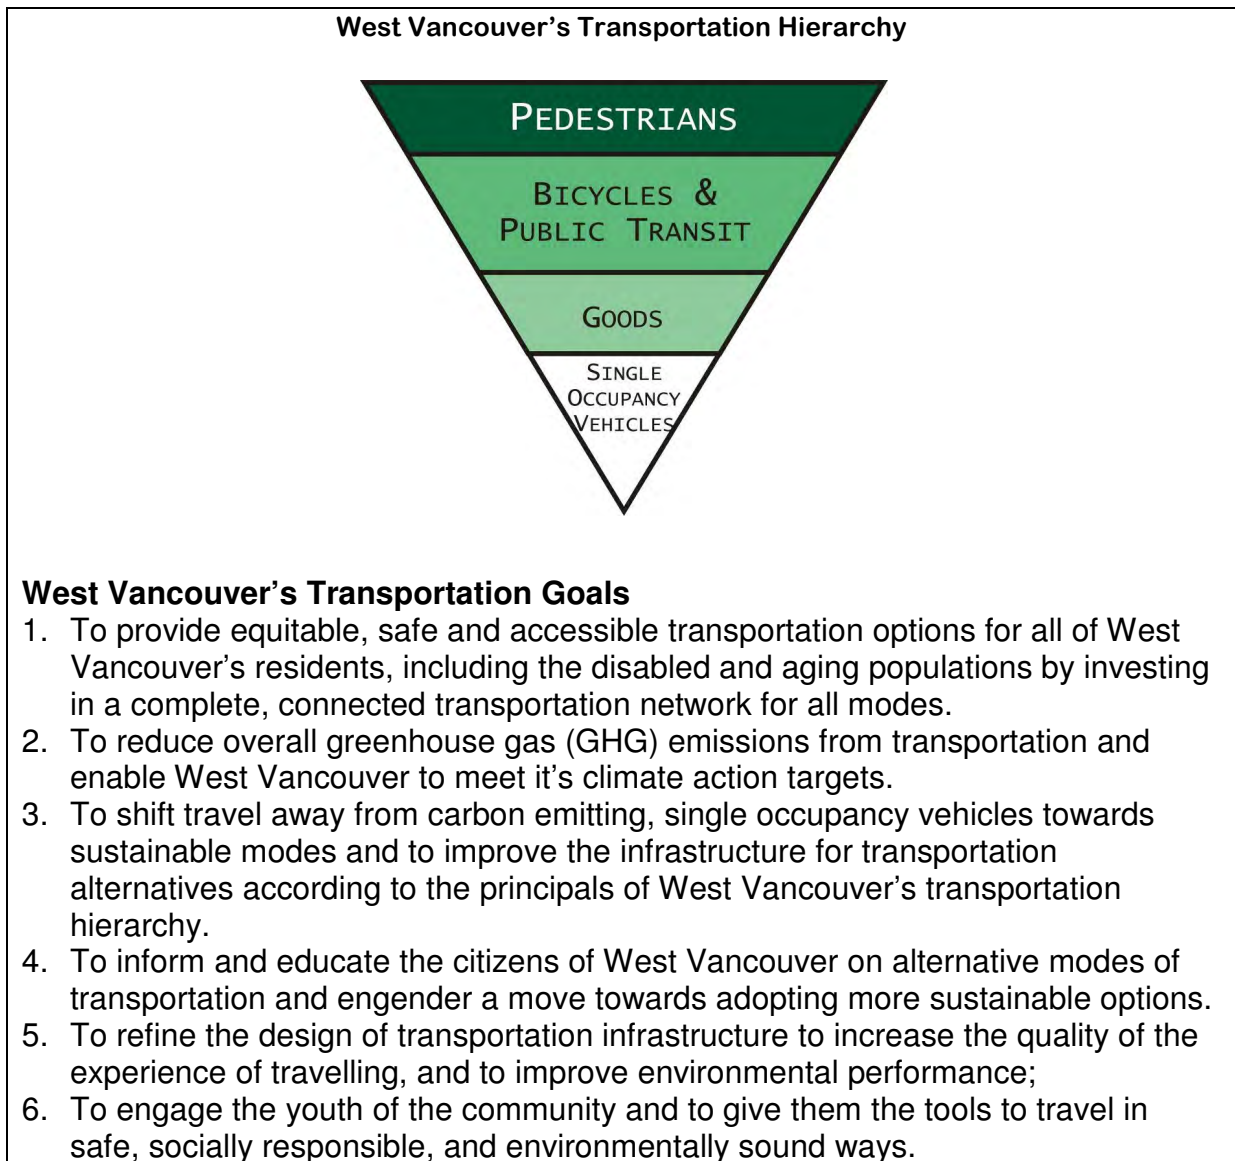 West Vancouver's Transportation Hierarchy
PEDESTRIANS
BICYCLES &
PUBLIC TRANSIT
GOODS
SINGLE
OCCUPANCY
VEHICLES
West Vancouver's Transportation Goals
1. To provide equitable, safe and accessible transportation options for all of West
Vancouver's residents, including the disabled and aging populations by investing
in a complete, connected transportation network for all modes.
2. To reduce overall greenhouse gas (GHG) emissions from transportation and
enable West Vancouver to meet it's climate action targets.
3. To shift travel away from carbon emitting, single occupancy vehicles towards
sustainable modes and to improve the infrastructure for transportation
alternatives according to the principals of West Vancouver's transportation
hierarchy.
4. To inform and educate the citizens of West Vancouver on alternative modes of
transportation and engender a move towards adopting more sustainable options.
5. To refine the design of transportation infrastructure to increase the quality of the
experience of travelling, and to improve environmental performance;
6. To engage the youth of the community and to give them the tools to travel in
safe, socially responsible, and environmentally sound ways.